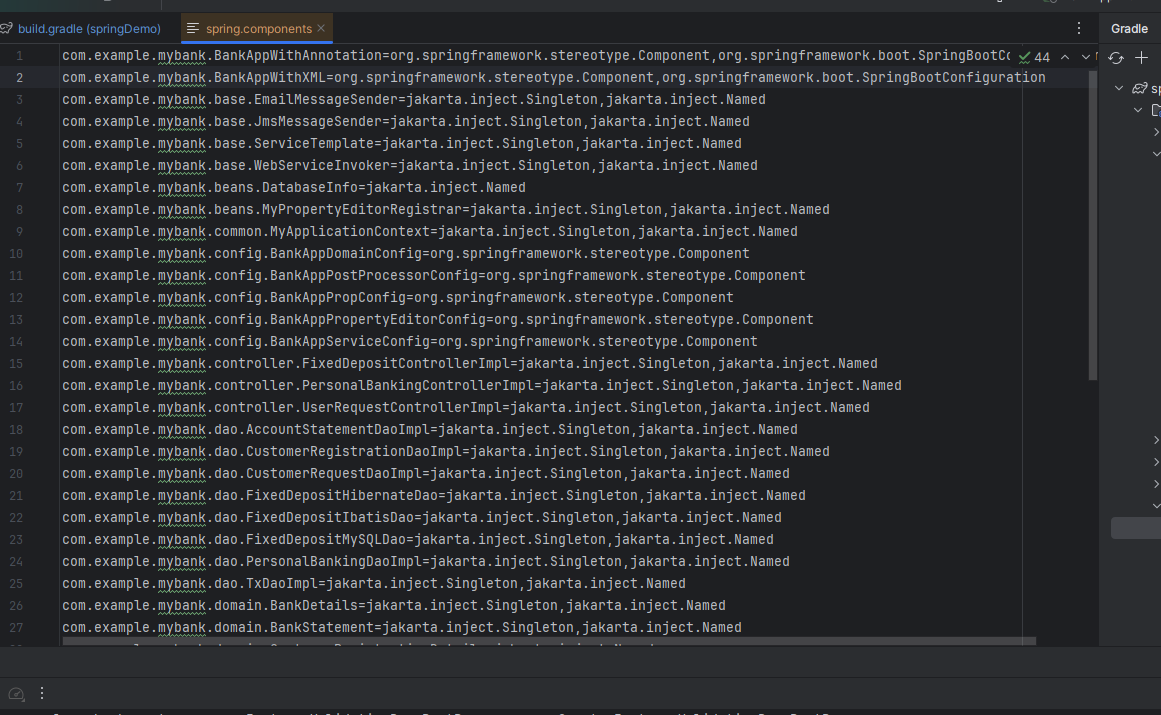 build.gradle (springDemo)
spring.components
Gradle
44
1 com.example.mybank.BankAppWithAnnotation=org.springframework.stereotype.Component,org.springframework.boot.SpringBootCo
2 com.example.mybank.BankAppWithXML=org.springframework.stereotype.Component,org.springframework.boot.SpringBootConfiguration
3 com.example.mybank.base.EmailMessageSender=jakarta.inject.Singleton,jakarta.inject.Named
4 com.example.mybank.base.JmsMessageSender=jakarta.inject.Singleton,jakarta.inject.Named
5 com.example.mybank.base.ServiceTemplate=jakarta.inject.Singleton,jakarta.inject.Named
6 com.example.mybank.base.WebServiceInvoker=jakarta.inject.Singleton,jakarta.inject.Named
7 com.example.mybank.beans.DatabaseInfo=jakarta.inject.Named
8 com.example.mybank.beans.MyPropertyEditorRegistrar=jakarta.inject.Singleton,jakarta.inject.Named
9 com.example.mybank.common.MyApplicationContext=jakarta.inject.Singleton,jakarta.inject.Named
10 com.example.mybank.config.BankAppDomainConfig=org.springframework.stereotype.Component
11 com.example.mybank.config.BankAppPostProcessorConfig=org.springframework.stereotype.Component
12 com.example.mybank.config.BankAppPropConfig=org.springframework.stereotype.Component
13 com.example.mybank.config.BankAppPropertyEditorConfig=org.springframework.stereotype.Component
14 com.example.mybank.config.BankAppServiceConfig=org.springframework.stereotype.Component
15 com.example.mybank.controller.FixedDepositControllerImpl=jakarta.inject.Singleton,jakarta.inject.Named
16 com.example.mybank.controller.PersonalBankingControllerImpl=jakarta.inject.Singleton,jakarta.inject.Named
17 com.example.mybank.controller.UserRequestControllerImpl=jakarta.inject.Singleton,jakarta.inject.Named
18 com.example.mybank.dao.AccountStatementDaoImpl=jakarta.inject.Singleton,jakarta.inject.Named
19 com.example.mybank.dao.CustomerRegistrationDaoImpl=jakarta.inject.Singleton,jakarta.inject.Named
20 com.example.mybank.dao.CustomerRequestDaoImpl=jakarta.inject.Singleton,jakarta.inject.Named
21 com.example.mybank.dao.FixedDepositHibernateDao=jakarta.inject.Singleton,jakarta.inject.Named
22 com.example.mybank.dao.FixedDepositIbatisDao=jakarta.inject.Singleton,jakarta.inject.Named
23 com.example.mybank.dao.FixedDepositMySQLDao=jakarta.inject.Singleton,jakarta.inject.Named
24 com.example.mybank.dao.PersonalBankingDaoImpl=jakarta.inject.Singleton,jakarta.inject.Named
25 com.example.mybank.dao.TxDaoImpl=jakarta.inject.Singleton,jakarta.inject.Named
26 com.example.mybank.domain.BankDetails=jakarta.inject.Singleton,jakarta.inject.Named
27 com.example.mybank.domain.BankStatement=jakarta.inject.Singleton,jakarta.inject.Named
sp